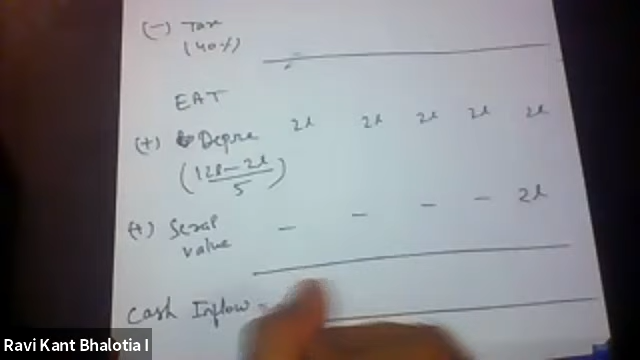 (-) Tax
(40%)
EAT
(+) Depre 2l 2l 2l 2l 2l
(12l - 2l / 5)
(+) Scrap - - - - 2l
value
Cash Inflow =
Ravi Kant Bhalotia I